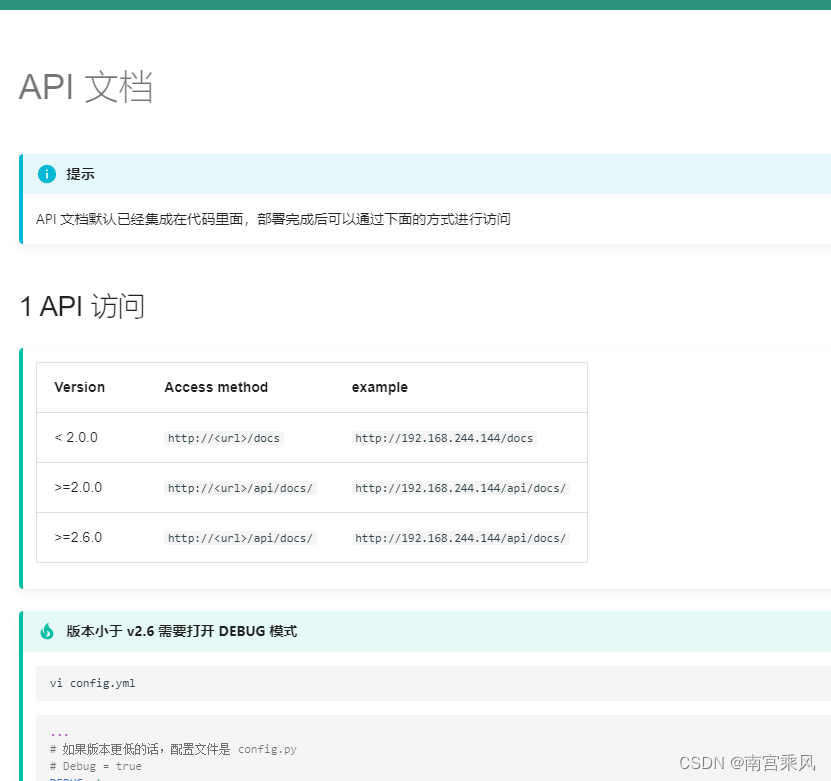 API 文档
提示
API 文档默认已经集成在代码里面，部署完成后可以通过下面的方式进行访问
1 API 访问
Version Access method example
< 2.0.0 http://<url>/docs http://192.168.244.144/docs
>=2.0.0 http://<url>/api/docs/ http://192.168.244.144/api/docs/
>=2.6.0 http://<url>/api/docs/ http://192.168.244.144/api/docs/
版本小于 v2.6 需要打开 DEBUG 模式
vi config.yml
...
# 如果版本更低的话，配置文件是 config.py
# Debug = true
CSDN @南宫乘风